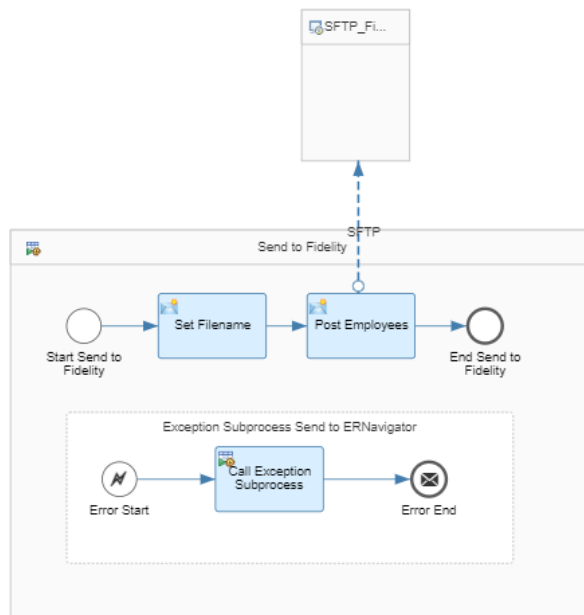 SFTP_Fi...
SFTP
Send to Fidelity
Set Filename
Post Employees
Start Send to
Fidelity
End Send to
Fidelity
Exception Subprocess Send to ERNavigator
Call Exception
Subprocess
Error Start
Error End